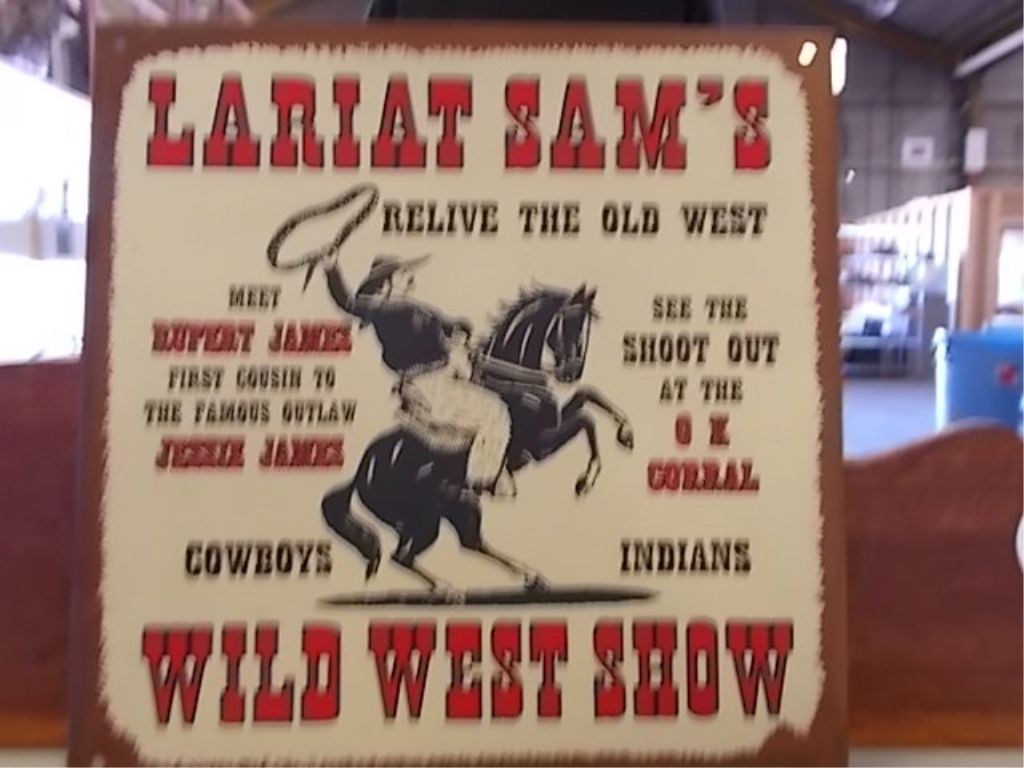 LARIAT SAM'S
RELIVE THE OLD WEST
MEET
RUPERT JAMES
FIRST COUSIN TO
THE FAMOUS OUTLAW
JESSIE JAMES
SEE THE
SHOOT OUT
AT THE
O K
CORRAL
COWBOYS
INDIANS
WILD WEST SHOW